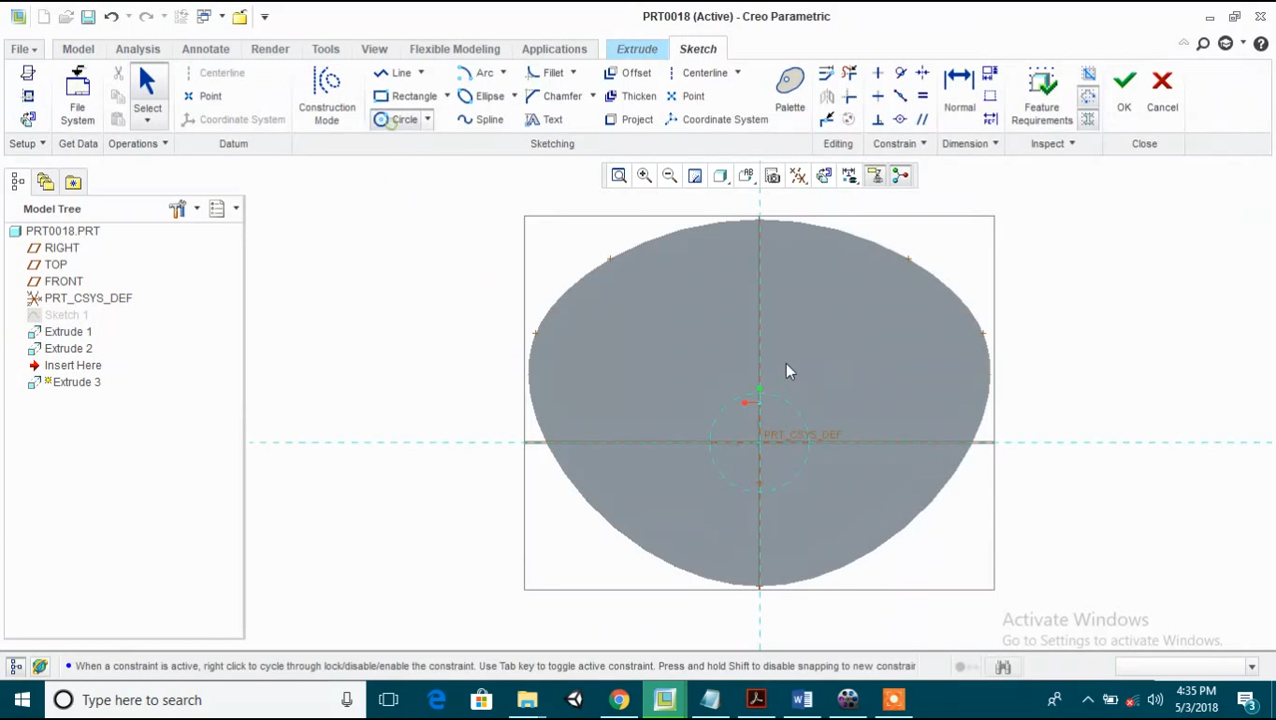 PRT0018 (Active) - Creo Parametric
File Model Analysis Annotate Render Tools View Flexible Modeling Applications Extrude Sketch
Centerline Line Arc Fillet Offset Centerline
Point Rectangle Ellipse Chamfer Thicken Point
Coordinate System Circle Spline Text Project Coordinate System
File System
Select
Construction Mode
Palette
Normal
Feature Requirements
OK Cancel
Setup Get Data Operations Datum Sketching Editing Constrain Dimension Inspect Close
Model Tree
PRT0018.PRT
RIGHT
TOP
FRONT
PRT_CSYS_DEF
Sketch 1
Extrude 1
Extrude 2
Insert Here
Extrude 3
PRT_CSYS_DEF
Activate Windows
Go to Settings to activate Windows.
When a constraint is active, right click to cycle through lock/disable/enable the constraint. Use Tab key to toggle active constraint. Press and hold Shift to disable snapping to new constrair
Type here to search
4:35 PM
5/3/2018
3